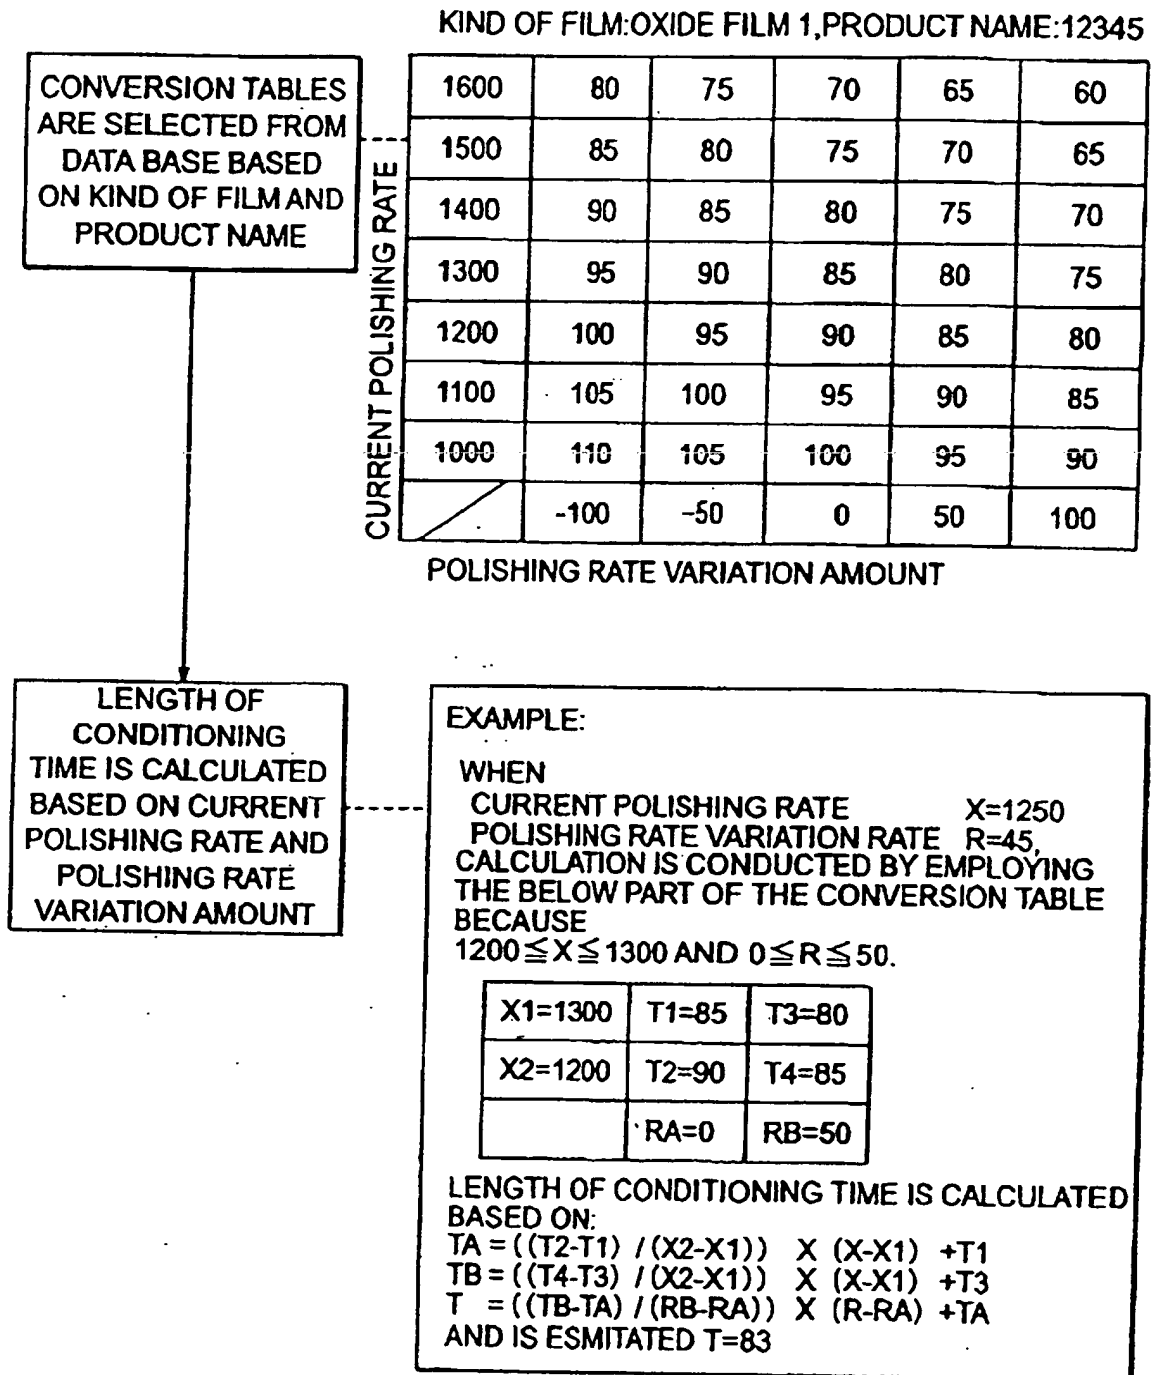 KIND OF FILM:OXIDE FILM 1,PRODUCT NAME:12345
CONVERSION TABLES
ARE SELECTED FROM
DATA BASE BASED
ON KIND OF FILM AND
PRODUCT NAME
CURRENT POLISHING RATE
1600 80 75 70 65 60
1500 85 80 75 70 65
1400 90 85 80 75 70
1300 95 90 85 80 75
1200 100 95 90 85 80
1100 105 100 95 90 85
1000 110 105 100 95 90
-100 -50 0 50 100
POLISHING RATE VARIATION AMOUNT
LENGTH OF
CONDITIONING
TIME IS CALCULATED
BASED ON CURRENT
POLISHING RATE AND
POLISHING RATE
VARIATION AMOUNT
EXAMPLE:
WHEN
CURRENT POLISHING RATE X=1250
POLISHING RATE VARIATION RATE R=45,
CALCULATION IS CONDUCTED BY EMPLOYING
THE BELOW PART OF THE CONVERSION TABLE
BECAUSE
1200≦X≦1300 AND 0≦R≦50.
X1=1300 T1=85 T3=80
X2=1200 T2=90 T4=85
RA=0 RB=50
LENGTH OF CONDITIONING TIME IS CALCULATED
BASED ON:
TA = ((T2-T1) / (X2-X1)) X (X-X1) +T1
TB = ((T4-T3) / (X2-X1)) X (X-X1) +T3
T = ((TB-TA) / (RB-RA)) X (R-RA) +TA
AND IS ESMITATED T=83